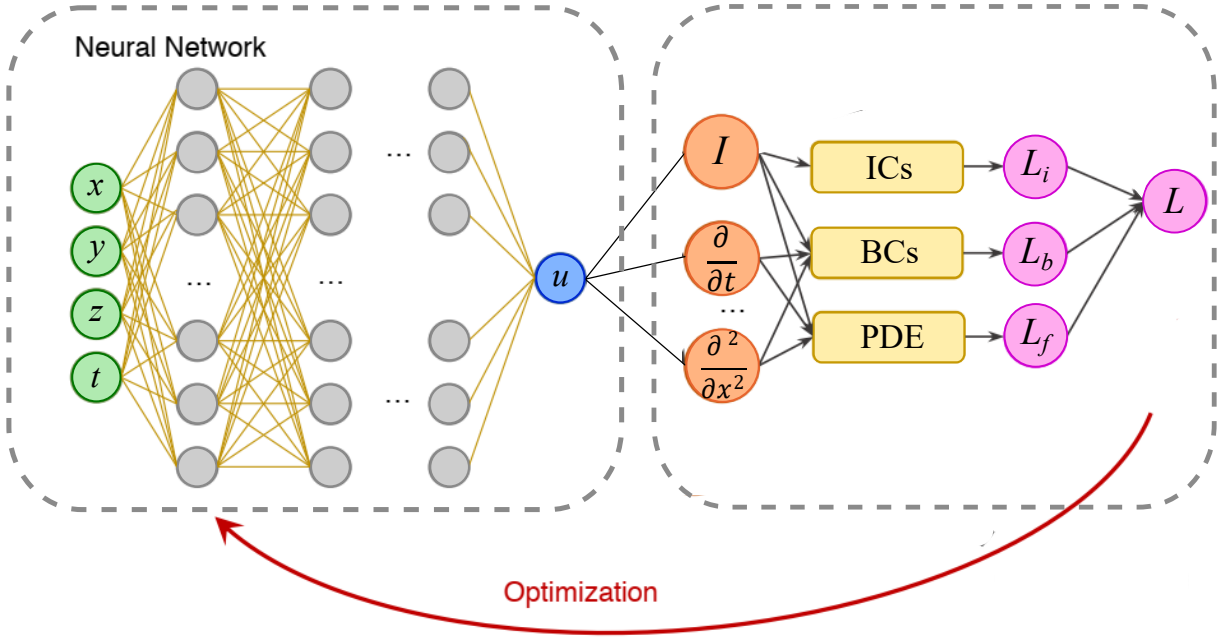 Neural Network
x
y
z
t
...
...
...
...
u
I
∂/∂t
...
∂²/∂x²
ICs
BCs
PDE
L_i
L_b
L_f
L
Optimization